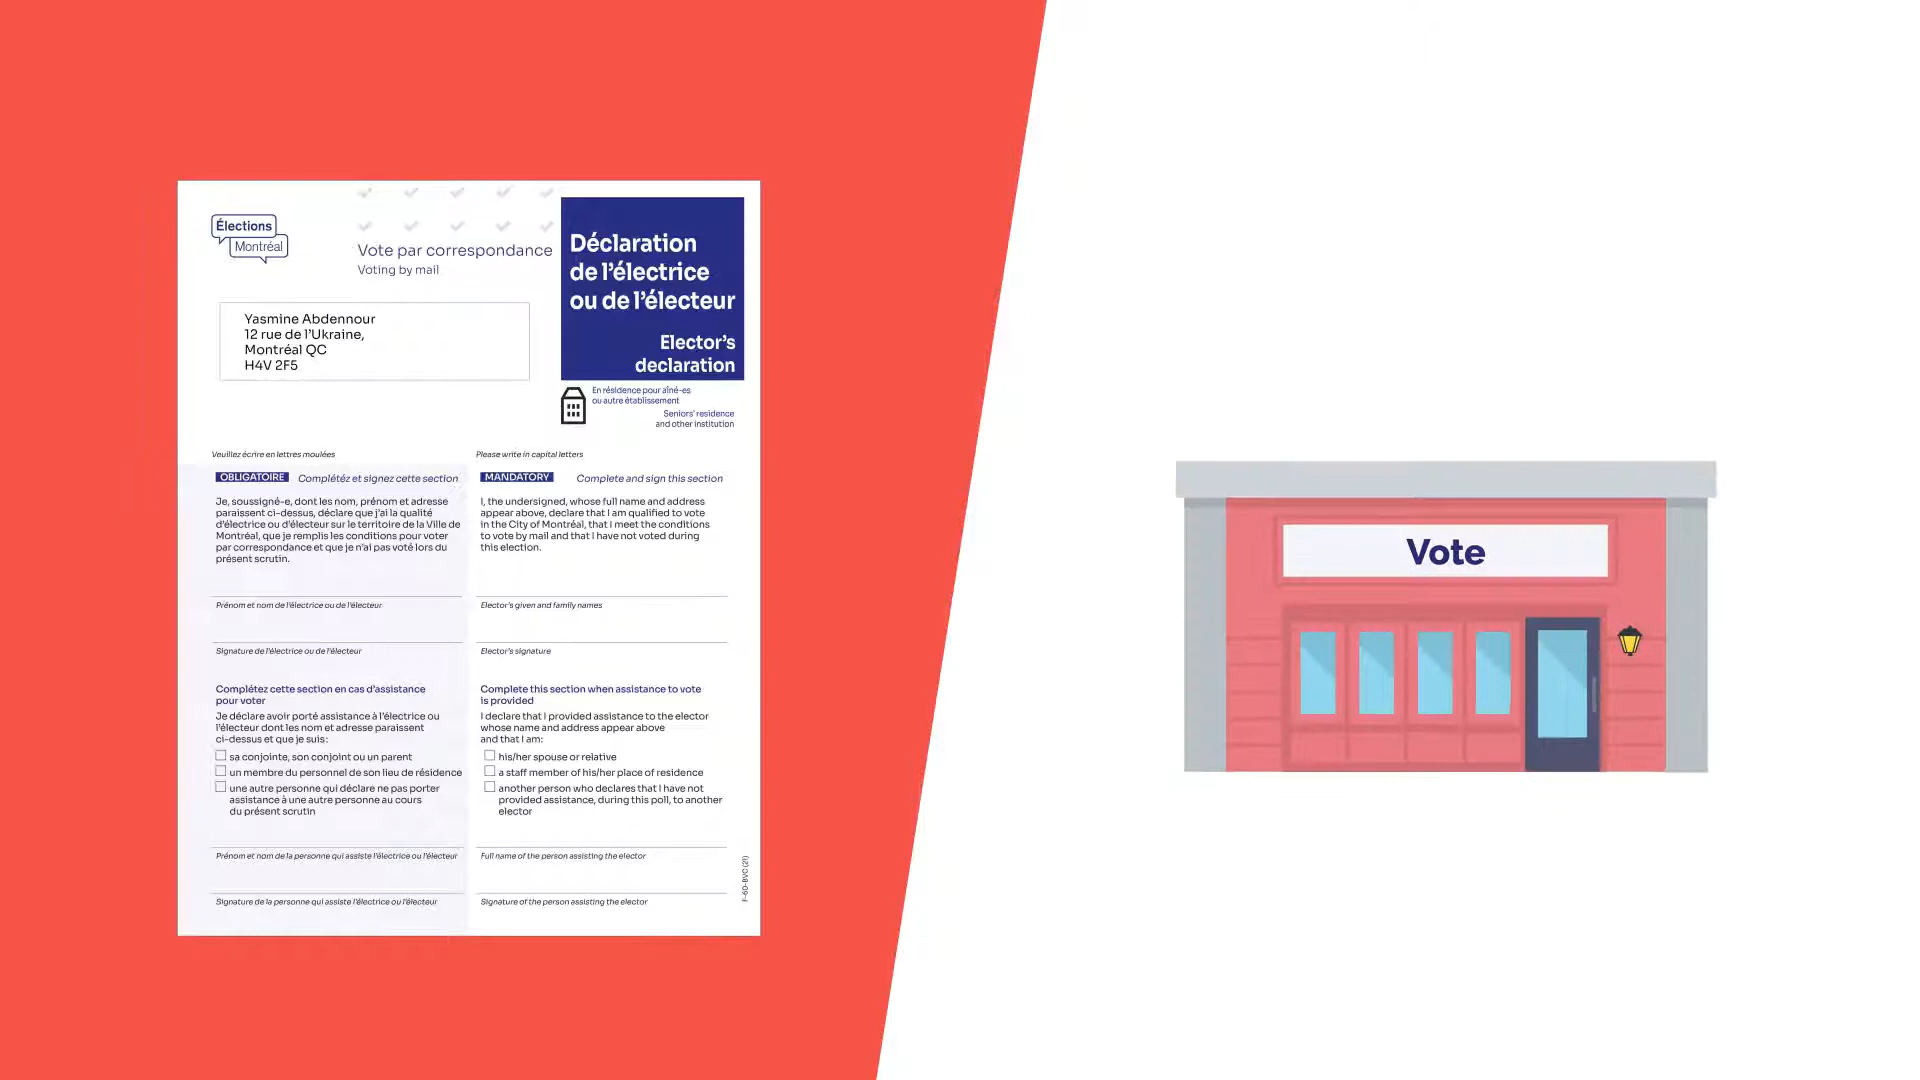 Élections
Montréal
Vote par correspondance
Voting by mail
Déclaration
de l’électrice
ou de l’électeur
Elector’s
declaration
Yasmine Abdennour
12 rue de l’Ukraine,
Montréal QC
H4V 2F5
En résidence pour aîné-es
ou autre établissement
Seniors’ residence
and other institution
Veuillez écrire en lettres moulées
OBLIGATOIRE Complétéz et signez cette section
Je, soussigné-e, dont les nom, prénom et adresse
paraissent ci-dessus, déclare que j’ai la qualité
d’électrice ou d’électeur sur le territoire de la Ville de
Montréal, que je remplis les conditions pour voter
par correspondance et que je n’ai pas voté lors du
présent scrutin.
Prénom et nom de l’électrice ou de l’électeur
Signature de l’électrice ou de l’électeur
Complétez cette section en cas d’assistance
pour voter
Je déclare avoir porté assistance à l’électrice ou
l’électeur dont les nom et adresse paraissent
ci-dessus et que je suis :
sa conjointe, son conjoint ou un parent
un membre du personnel de son lieu de résidence
une autre personne qui déclare ne pas porter
assistance à une autre personne au cours
du présent scrutin
Prénom et nom de la personne qui assiste l’électrice ou l’électeur
Signature de la personne qui assiste l’électrice ou l’électeur
Please write in capital letters
MANDATORY Complete and sign this section
I, the undersigned, whose full name and address
appear above, declare that I am qualified to vote
in the City of Montréal, that I meet the conditions
to vote by mail and that I have not voted during
this election.
Elector’s given and family names
Elector’s signature
Complete this section when assistance to vote
is provided
I declare that I provided assistance to the elector
whose name and address appear above
and that I am:
his/her spouse or relative
a staff member of his/her place of residence
another person who declares that I have not
provided assistance, during this poll, to another
elector
Full name of the person assisting the elector
Signature of the person assisting the elector
F-60-BVC (21)
Vote